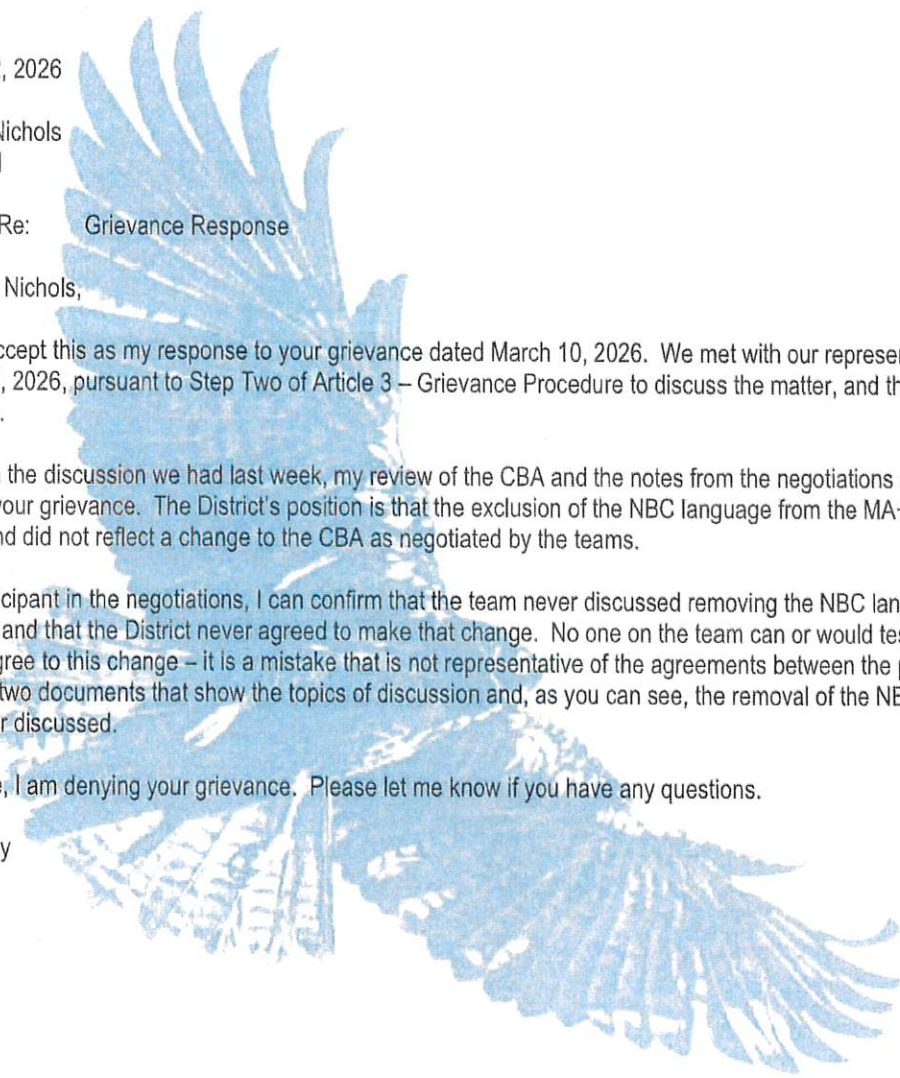 , 2026
Nichols
Re: Grievance Response
Nichols,
ccept this as my response to your grievance dated March 10, 2026. We met with our represe
, 2026, pursuant to Step Two of Article 3 – Grievance Procedure to discuss the matter, and th
.
the discussion we had last week, my review of the CBA and the notes from the negotiations
your grievance. The District's position is that the exclusion of the NBC language from the MA-
nd did not reflect a change to the CBA as negotiated by the teams.
cipant in the negotiations, I can confirm that the team never discussed removing the NBC lan
and that the District never agreed to make that change. No one on the team can or would tes
gree to this change – it is a mistake that is not representative of the agreements between the p
two documents that show the topics of discussion and, as you can see, the removal of the NB
r discussed.
, I am denying your grievance. Please let me know if you have any questions.
y